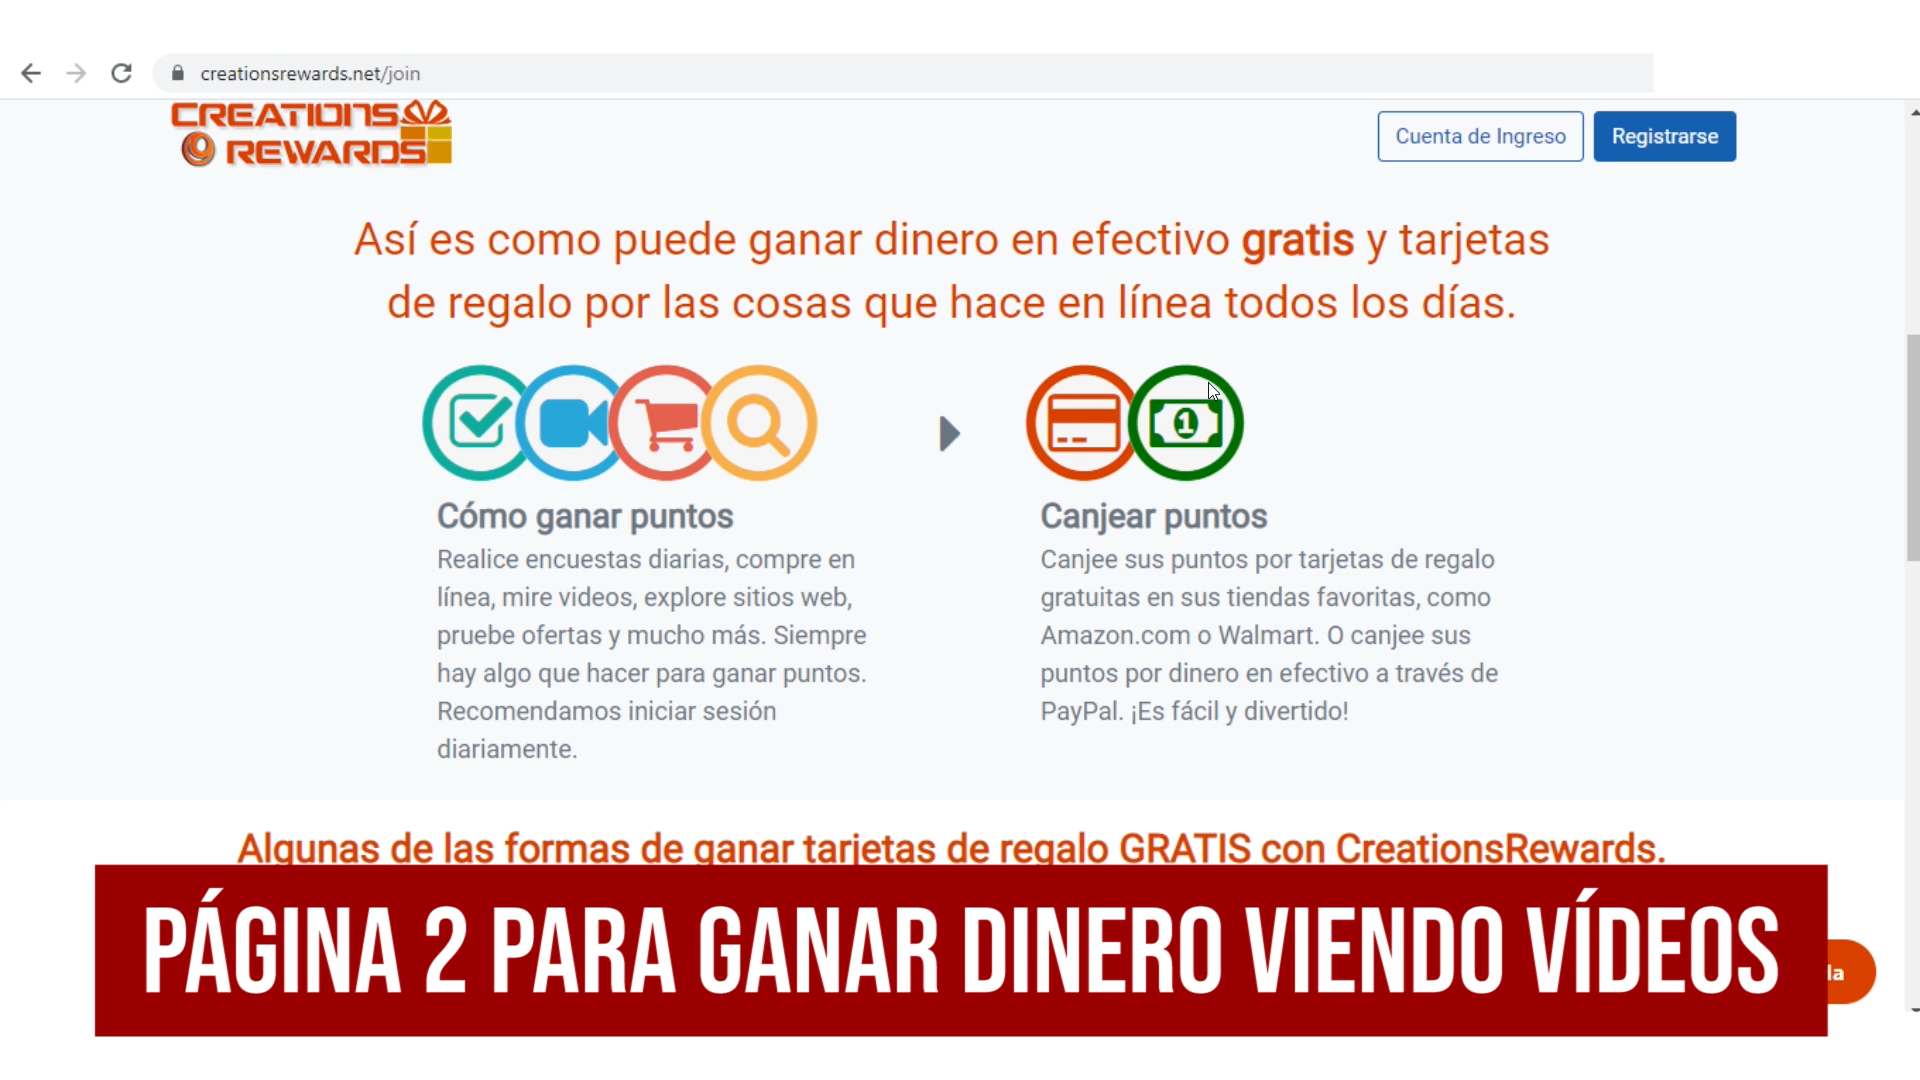 creationsrewards.net/join
CREATIONS
REWARDS
Cuenta de Ingreso
Registrarse
Así es como puede ganar dinero en efectivo gratis y tarjetas
de regalo por las cosas que hace en línea todos los días.
1
Cómo ganar puntos
Realice encuestas diarias, compre en
línea, mire videos, explore sitios web,
pruebe ofertas y mucho más. Siempre
hay algo que hacer para ganar puntos.
Recomendamos iniciar sesión
diariamente.
Canjear puntos
Canjee sus puntos por tarjetas de regalo
gratuitas en sus tiendas favoritas, como
Amazon.com o Walmart. O canjee sus
puntos por dinero en efectivo a través de
PayPal. ¡Es fácil y divertido!
Algunas de las formas de ganar tarjetas de regalo GRATIS con CreationsRewards.
PÁGINA 2 PARA GANAR DINERO VIENDO VÍDEOS